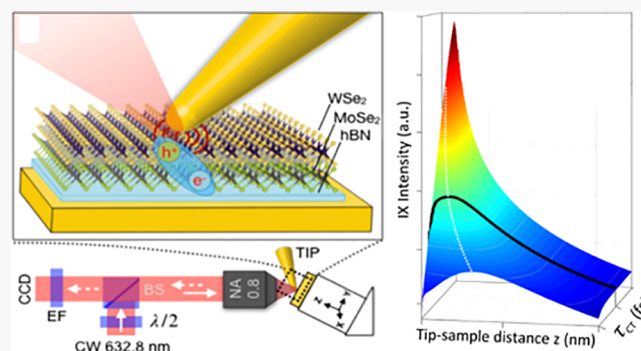 WSe₂
MoSe₂
hBN
h⁺
e⁻
TIP
CCD
BS
NA
0.8
Z
Y
X
EF
λ/2
CW 632.8 nm
IX Intensity (a.u.)
Tip-sample distance z (nm)
τCT (f